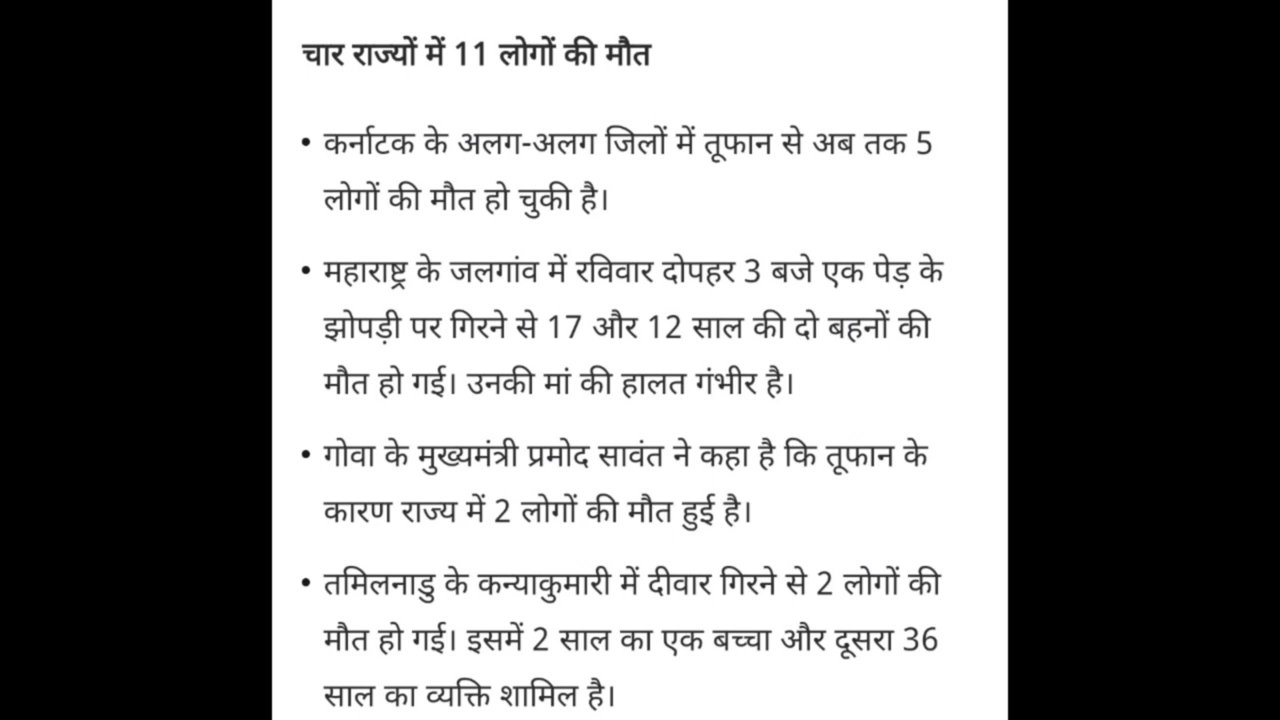 चार राज्यों में 11 लोगों की मौत
• कर्नाटक के अलग-अलग जिलों में तूफान से अब तक 5
लोगों की मौत हो चुकी है।
• महाराष्ट्र के जलगांव में रविवार दोपहर 3 बजे एक पेड़ के
झोपड़ी पर गिरने से 17 और 12 साल की दो बहनों की
मौत हो गई। उनकी मां की हालत गंभीर है।
• गोवा के मुख्यमंत्री प्रमोद सावंत ने कहा है कि तूफान के
कारण राज्य में 2 लोगों की मौत हुई है।
• तमिलनाडु के कन्याकुमारी में दीवार गिरने से 2 लोगों की
मौत हो गई। इसमें 2 साल का एक बच्चा और दूसरा 36
साल का व्यक्ति शामिल है।